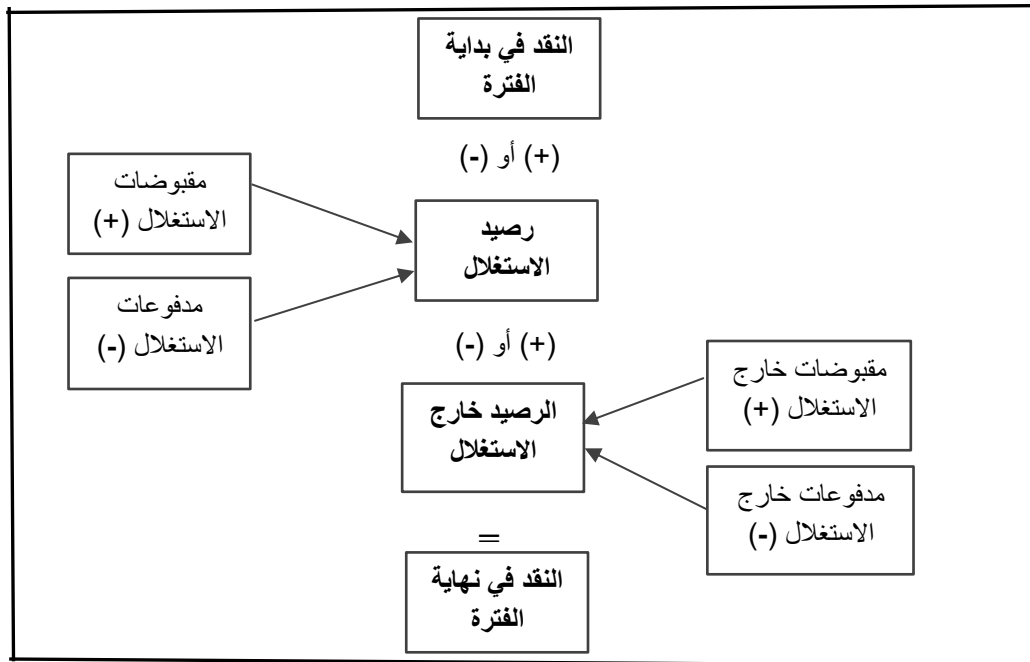 النقد في بداية
الفترة
(+) أو (-)
مقبوضات
الاستغلال (+)
رصيد
الاستغلال
مدفوعات
الاستغلال (-)
(+) أو (-)
مقبوضات خارج
الاستغلال (+)
الرصيد خارج
الاستغلال
مدفوعات خارج
الاستغلال (-)
=
النقد في نهاية
الفترة